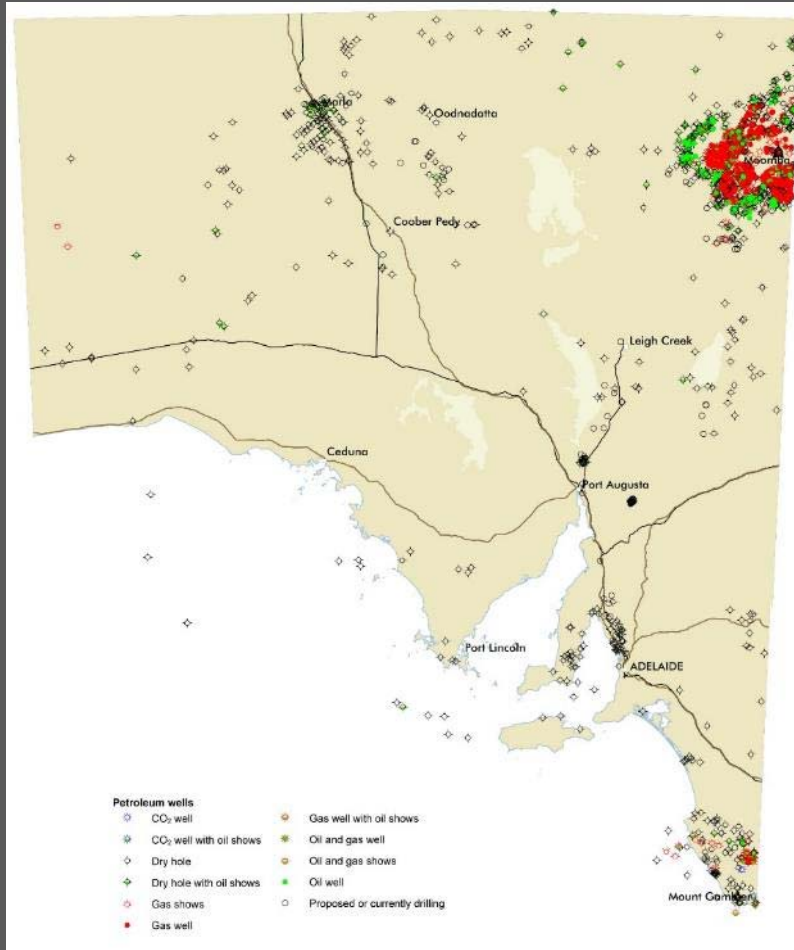 Marla
Oodnadatta
Moomba
Coober Pedy
Leigh Creek
Ceduna
Port Augusta
Port Lincoln
ADELAIDE
Petroleum wells
CO₂ well
CO₂ well with oil shows
Dry hole
Dry hole with oil shows
Gas shows
Gas well
Gas well with oil shows
Oil and gas well
Oil and gas shows
Oil well
Proposed or currently drilling
Mount Gambier